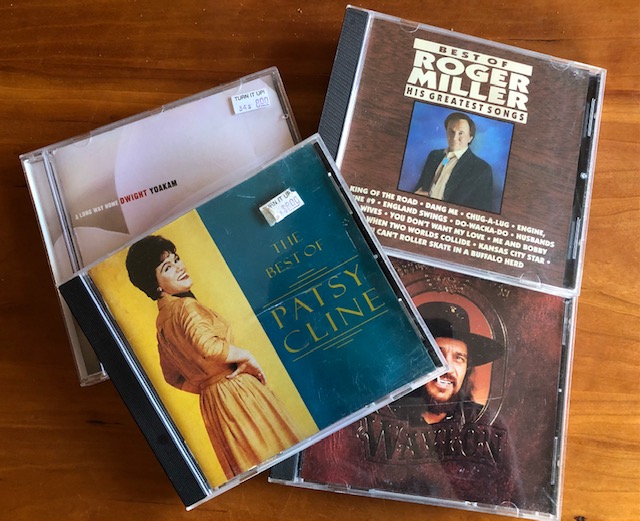 TURN IT UP!
A LONG WAY HOME DWIGHT YOAKAM
BEST OF
ROGER
MILLER
HIS GREATEST SONGS
KING OF THE ROAD • DANG ME • CHUG-A-LUG • ENGINE,
ENGINE #9 • ENGLAND SWINGS • DO-WACKA-DO • HUSBANDS
WIVES • YOU DON'T WANT MY LOVE • ME AND BOBBY
WHEN TWO WORLDS COLLIDE • KANSAS CITY STAR •
CAN'T ROLLER SKATE IN A BUFFALO HERD
TURN IT UP!
THE
BEST OF
PATSY
CLINE
WAYLON